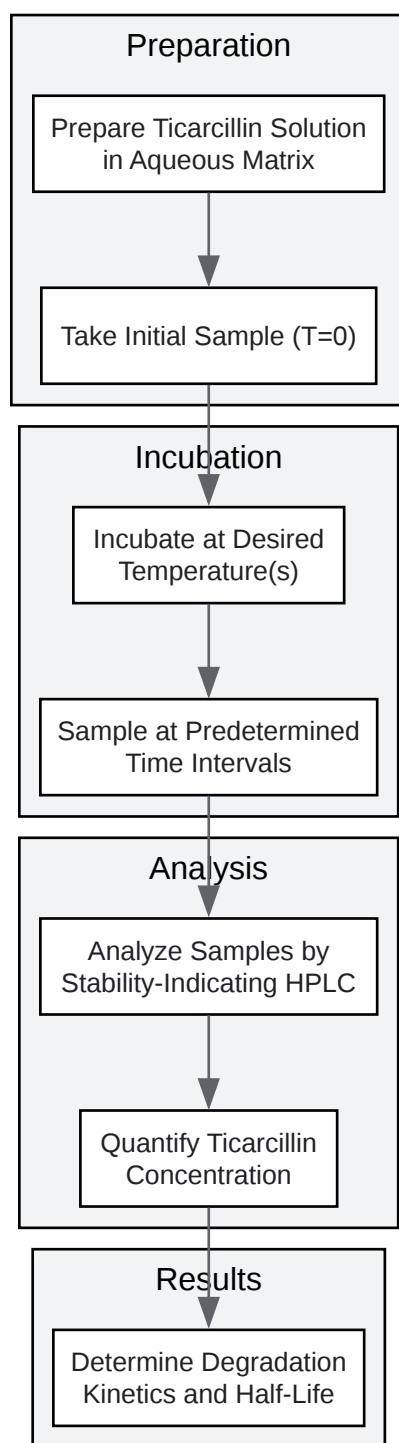 Preparation
Prepare Ticarcillin Solution
in Aqueous Matrix
Take Initial Sample (T=0)
Incubation
Incubate at Desired
Temperature(s)
Sample at Predetermined
Time Intervals
Analysis
Analyze Samples by
Stability-Indicating HPLC
Quantify Ticarcillin
Concentration
Results
Determine Degradation
Kinetics and Half-Life